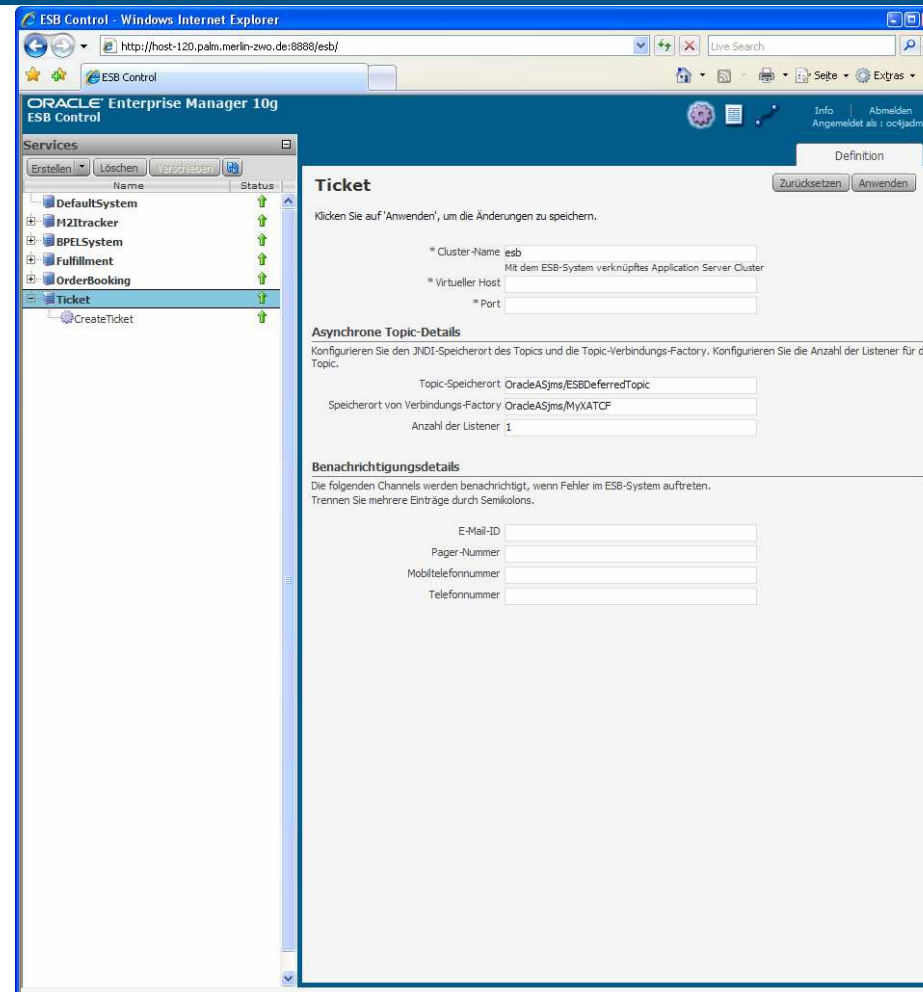 ESB Control - Windows Internet Explorer
http://host-120.palm.merlin-zwo.de:8888/esb/
Live Search
ESB Control
Seite
Extras
ORACLE Enterprise Manager 10g
ESB Control
Info | Abmelden
Angemeldet als : oc4jadm
Services
Definition
Erstellen Löschen Verschieben
Name Status
Ticket
Zurücksetzen Anwenden
DefaultSystem
M2Itracker
BPELSystem
Fulfillment
OrderBooking
Ticket
CreateTicket
Klicken Sie auf 'Anwenden', um die Änderungen zu speichern.
* Cluster-Name esb
Mit dem ESB-System verknüpftes Application Server Cluster
* Virtueller Host
* Port
Asynchrone Topic-Details
Konfigurieren Sie den JNDI-Speicherort des Topics und die Topic-Verbindungs-Factory. Konfigurieren Sie die Anzahl der Listener für d
Topic.
Topic-Speicherort OracleASjms/ESBDeferredTopic
Speicherort von Verbindungs-Factory OracleASjms/MyXATCF
Anzahl der Listener 1
Benachrichtigungsdetails
Die folgenden Channels werden benachrichtigt, wenn Fehler im ESB-System auftreten.
Trennen Sie mehrere Einträge durch Semikolons.
E-Mail-ID
Pager-Nummer
Mobiltelefonnummer
Telefonnummer